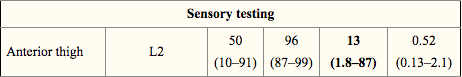 Sensory testing
Anterior thigh L2 50 96 13 0.52
(10–91) (87–99) (1.8–87) (0.13–2.1)